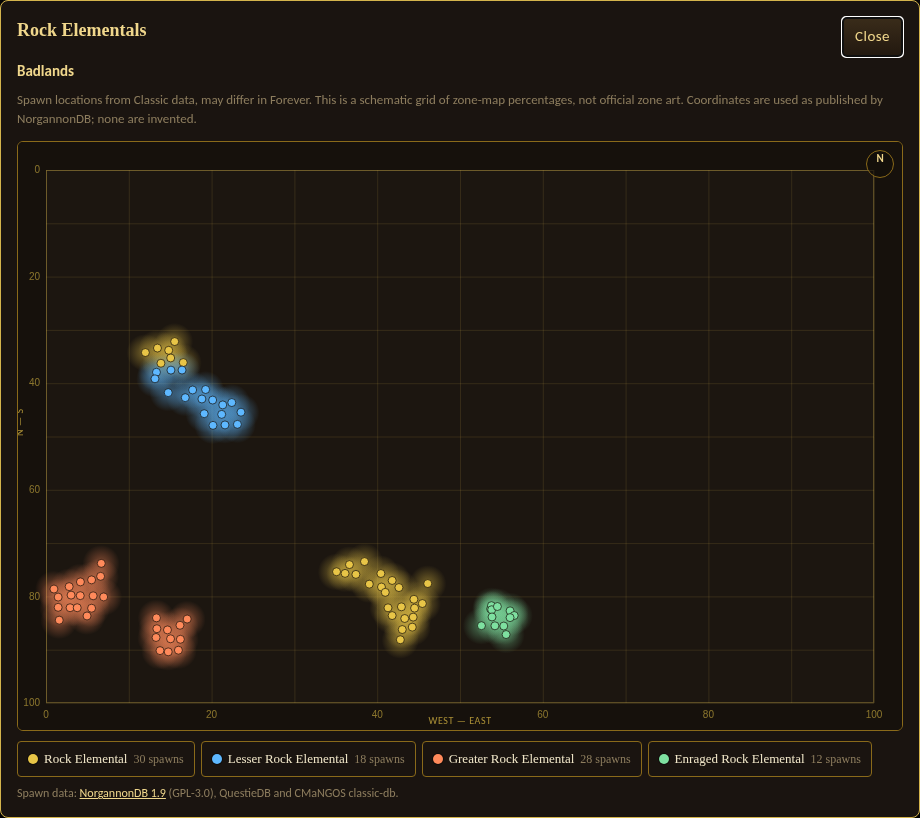 Rock Elementals
Close
Badlands
Spawn locations from Classic data, may differ in Forever. This is a schematic grid of zone-map percentages, not official zone art. Coordinates are used as published by
NorgannonDB; none are invented.
N
0
20
40
60
80
100
N — S
0
20
40
60
80
100
WEST — EAST
Rock Elemental 30 spawns
Lesser Rock Elemental 18 spawns
Greater Rock Elemental 28 spawns
Enraged Rock Elemental 12 spawns
Spawn data: NorgannonDB 1.9 (GPL-3.0), QuestieDB and CMaNGOS classic-db.